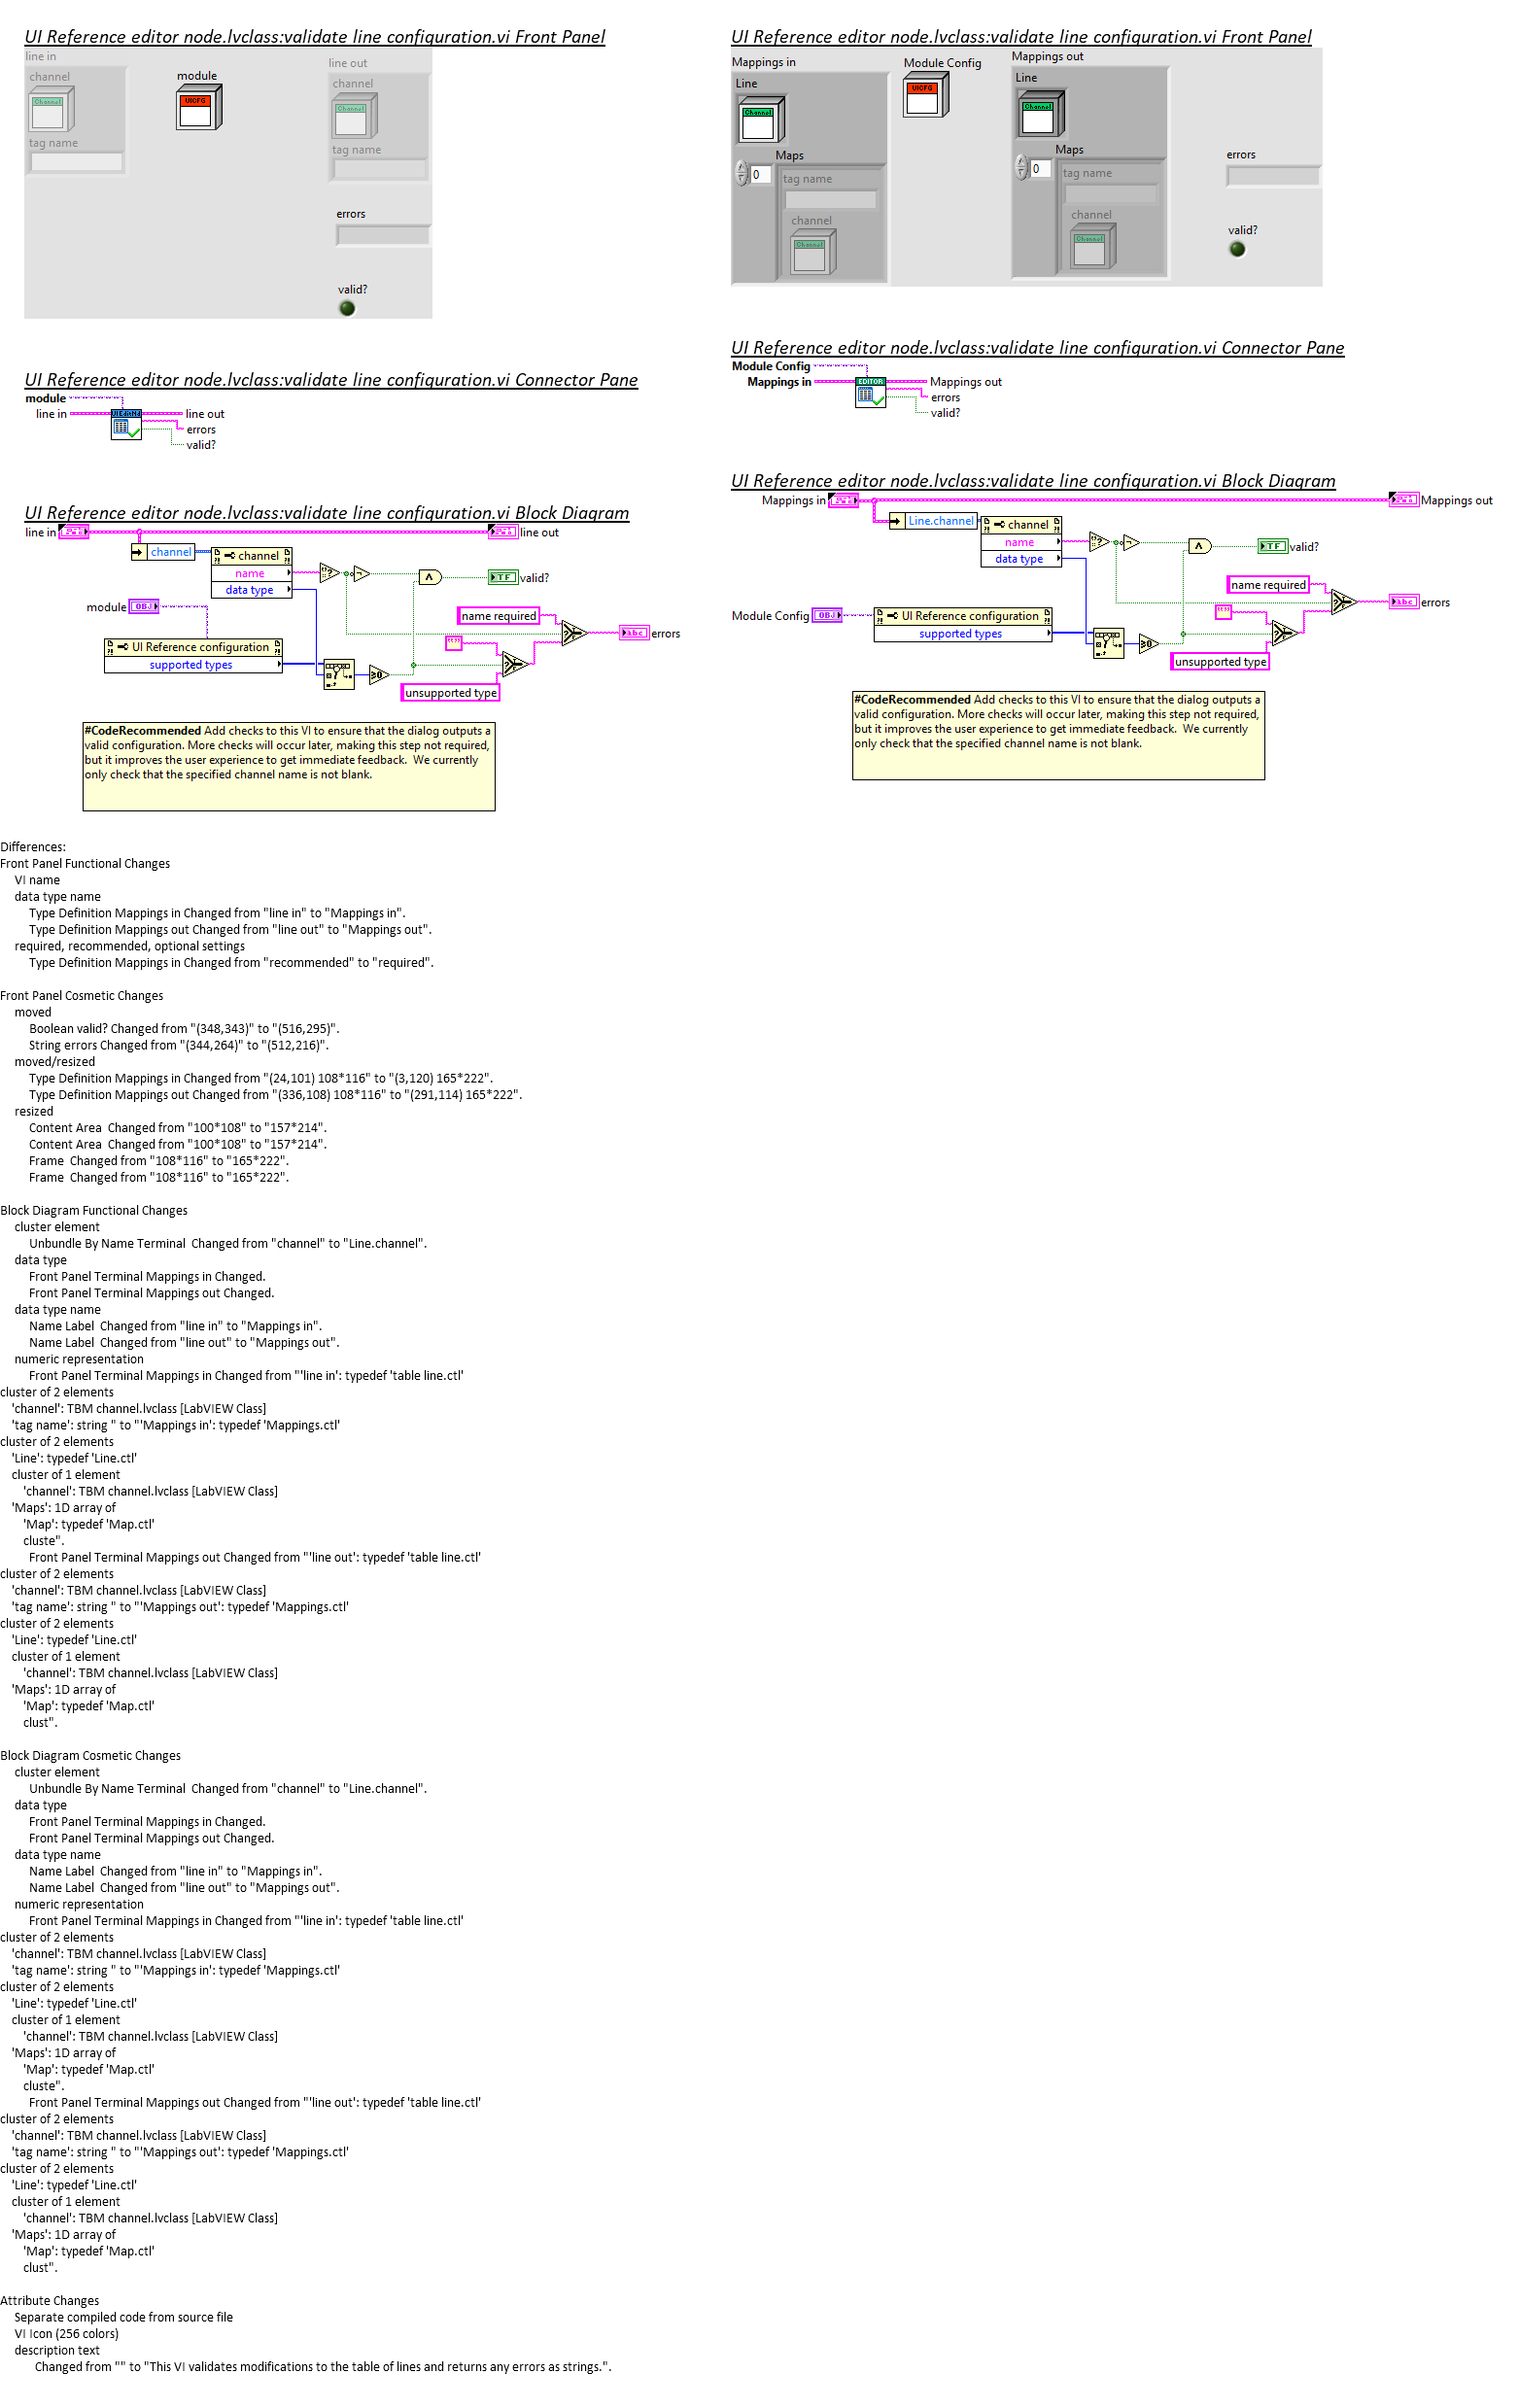 UI Reference editor node.lvclass:validate line configuration.vi Front Panel
line in
channel
Channel
tag name
module
UICFG
line out
channel
Channel
tag name
errors
valid?
UI Reference editor node.lvclass:validate line configuration.vi Connector Pane
module
line in
line out
errors
valid?
UI Reference editor node.lvclass:validate line configuration.vi Block Diagram
line in
line out
channel
channel
name
data type
TF
valid?
module
OBJ
name required
UI Reference configuration
supported types
Abc
errors
unsupported type
#CodeRecommended Add checks to this VI to ensure that the dialog outputs a
valid configuration. More checks will occur later, making this step not required,
but it improves the user experience to get immediate feedback.  We currently
only check that the specified channel name is not blank.
UI Reference editor node.lvclass:validate line configuration.vi Front Panel
Mappings in
Line
Channel
Maps
0
tag name
channel
Channel
Module Config
UICFG
Mappings out
Line
Channel
Maps
0
tag name
channel
Channel
errors
valid?
UI Reference editor node.lvclass:validate line configuration.vi Connector Pane
Module Config
Mappings in
EDITOR
Mappings out
errors
valid?
UI Reference editor node.lvclass:validate line configuration.vi Block Diagram
Mappings in
Mappings out
Line.channel
channel
name
data type
TF
valid?
name required
Module Config
OBJ
UI Reference configuration
supported types
Abc
errors
unsupported type
#CodeRecommended Add checks to this VI to ensure that the dialog outputs a
valid configuration. More checks will occur later, making this step not required,
but it improves the user experience to get immediate feedback.  We currently
only check that the specified channel name is not blank.
Differences:
Front Panel Functional Changes
VI name
data type name
Type Definition Mappings in Changed from "line in" to "Mappings in".
Type Definition Mappings out Changed from "line out" to "Mappings out".
required, recommended, optional settings
Type Definition Mappings in Changed from "recommended" to "required".
Front Panel Cosmetic Changes
moved
Boolean valid? Changed from "(348,343)" to "(516,295)".
String errors Changed from "(344,264)" to "(512,216)".
moved/resized
Type Definition Mappings in Changed from "(24,101) 108*116" to "(3,120) 165*222".
Type Definition Mappings out Changed from "(336,108) 108*116" to "(291,114) 165*222".
resized
Content Area  Changed from "100*108" to "157*214".
Content Area  Changed from "100*108" to "157*214".
Frame  Changed from "108*116" to "165*222".
Frame  Changed from "108*116" to "165*222".
Block Diagram Functional Changes
cluster element
Unbundle By Name Terminal  Changed from "channel" to "Line.channel".
data type
Front Panel Terminal Mappings in Changed.
Front Panel Terminal Mappings out Changed.
data type name
Name Label  Changed from "line in" to "Mappings in".
Name Label  Changed from "line out" to "Mappings out".
numeric representation
Front Panel Terminal Mappings in Changed from "'line in': typedef 'table line.ctl'
cluster of 2 elements
'channel': TBM channel.lvclass [LabVIEW Class]
'tag name': string " to "'Mappings in': typedef 'Mappings.ctl'
cluster of 2 elements
'Line': typedef 'Line.ctl'
cluster of 1 element
'channel': TBM channel.lvclass [LabVIEW Class]
'Maps': 1D array of
'Map': typedef 'Map.ctl'
cluste".
Front Panel Terminal Mappings out Changed from "'line out': typedef 'table line.ctl'
cluster of 2 elements
'channel': TBM channel.lvclass [LabVIEW Class]
'tag name': string " to "'Mappings out': typedef 'Mappings.ctl'
cluster of 2 elements
'Line': typedef 'Line.ctl'
cluster of 1 element
'channel': TBM channel.lvclass [LabVIEW Class]
'Maps': 1D array of
'Map': typedef 'Map.ctl'
clust".
Block Diagram Cosmetic Changes
cluster element
Unbundle By Name Terminal  Changed from "channel" to "Line.channel".
data type
Front Panel Terminal Mappings in Changed.
Front Panel Terminal Mappings out Changed.
data type name
Name Label  Changed from "line in" to "Mappings in".
Name Label  Changed from "line out" to "Mappings out".
numeric representation
Front Panel Terminal Mappings in Changed from "'line in': typedef 'table line.ctl'
cluster of 2 elements
'channel': TBM channel.lvclass [LabVIEW Class]
'tag name': string " to "'Mappings in': typedef 'Mappings.ctl'
cluster of 2 elements
'Line': typedef 'Line.ctl'
cluster of 1 element
'channel': TBM channel.lvclass [LabVIEW Class]
'Maps': 1D array of
'Map': typedef 'Map.ctl'
cluste".
Front Panel Terminal Mappings out Changed from "'line out': typedef 'table line.ctl'
cluster of 2 elements
'channel': TBM channel.lvclass [LabVIEW Class]
'tag name': string " to "'Mappings out': typedef 'Mappings.ctl'
cluster of 2 elements
'Line': typedef 'Line.ctl'
cluster of 1 element
'channel': TBM channel.lvclass [LabVIEW Class]
'Maps': 1D array of
'Map': typedef 'Map.ctl'
clust".
Attribute Changes
Separate compiled code from source file
VI Icon (256 colors)
description text
Changed from "" to "This VI validates modifications to the table of lines and returns any errors as strings.".